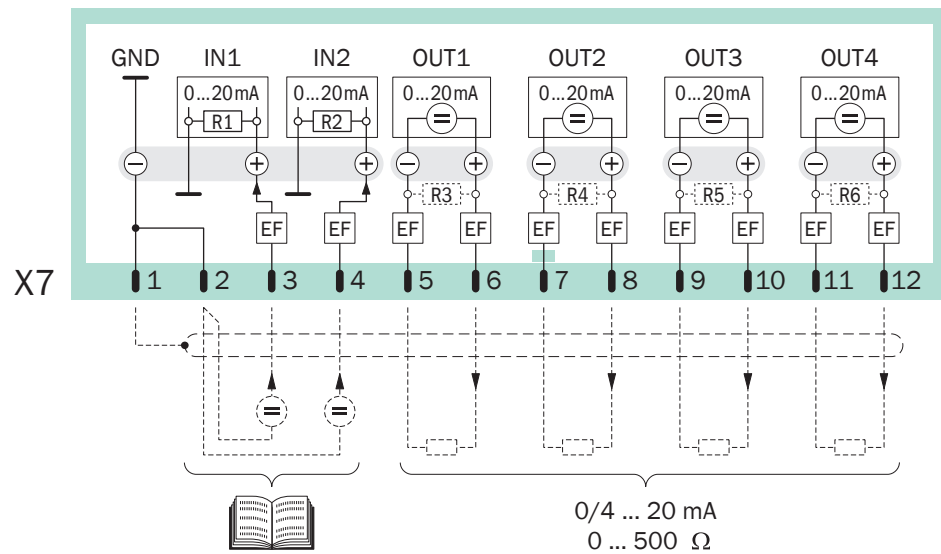 GND IN1 IN2 OUT1 OUT2 OUT3 OUT4
0...20mA 0...20mA 0...20mA 0...20mA 0...20mA 0...20mA
R1 R2
= = = =
− + + − + − + − + − +
R3 R4 R5 R6
EF EF EF EF EF EF EF EF EF EF
X7 1 2 3 4 5 6 7 8 9 10 11 12
= =
0/4 ... 20 mA
0 ... 500 Ω